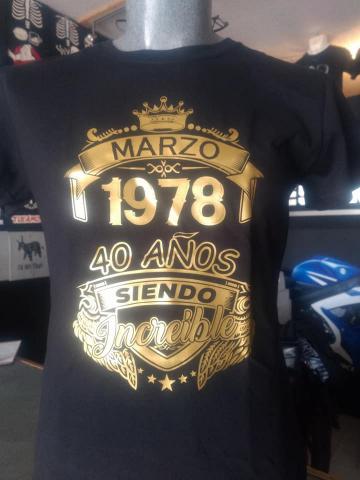 MARZO
1978
40 AÑOS
SIENDO
Increible